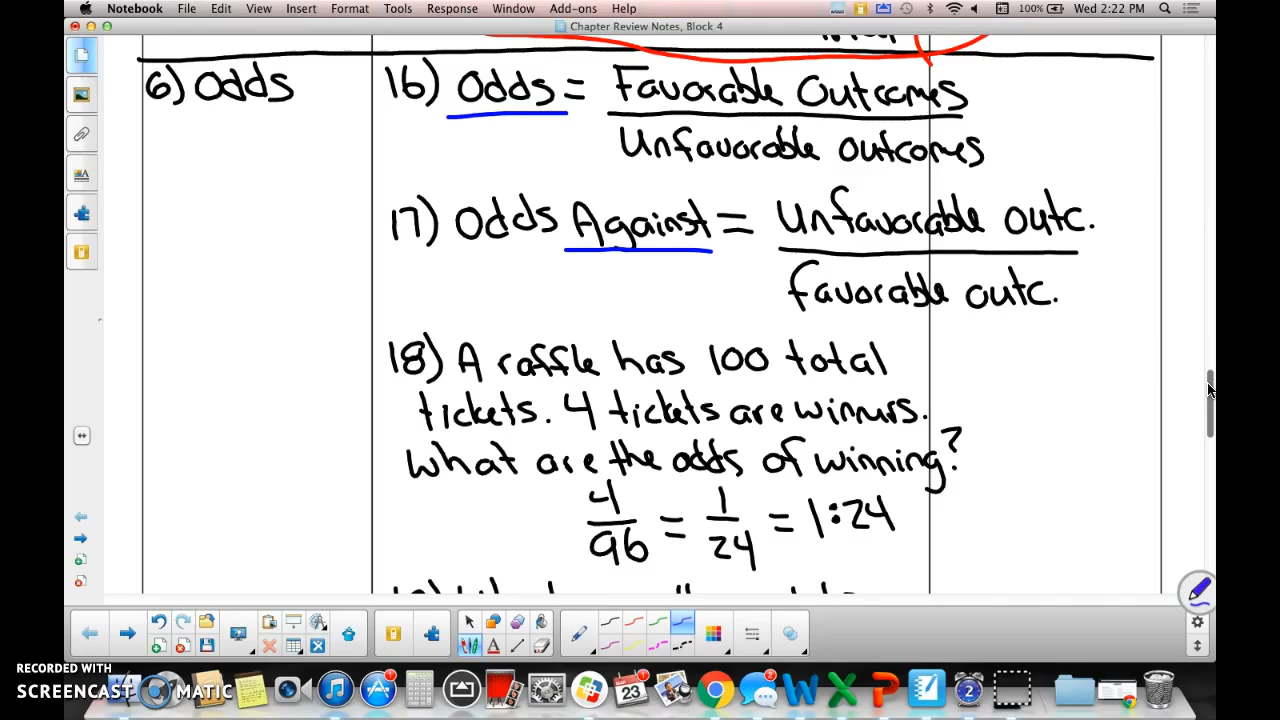 Notebook File Edit View Insert Format Tools Response Window Add-ons Help 100% Wed 2:22 PM
Chapter Review Notes, Block 4
6) Odds
16) Odds = Favorable Outcomes
Unfavorable outcomes
17) Odds Against = Unfavorable outc.
favorable outc.
18) A raffle has 100 total
tickets. 4 tickets are winners.
What are the odds of winning?
4/96 = 1/24 = 1:24
RECORDED WITH
SCREENCAST MATIC